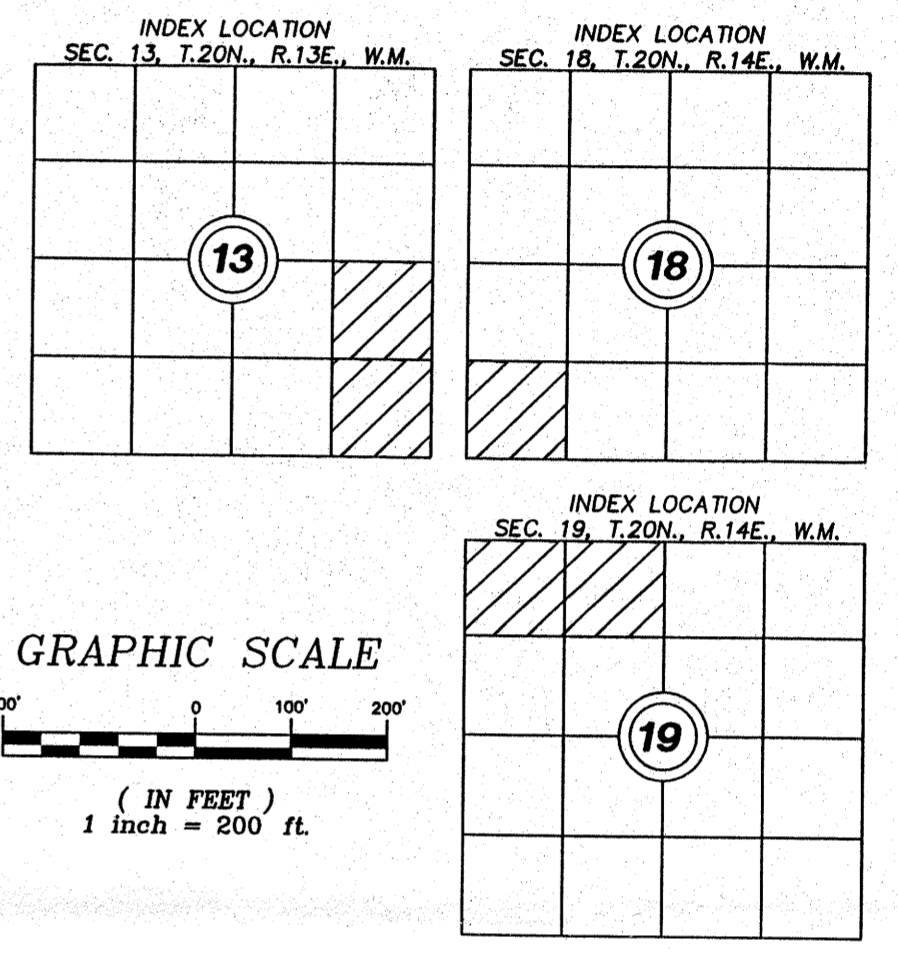 INDEX LOCATION
SEC. 13, T.20N., R.13E., W.M.
13
INDEX LOCATION
SEC. 18, T.20N., R.14E., W.M.
18
INDEX LOCATION
SEC. 19, T.20N., R.14E., W.M.
19
GRAPHIC SCALE
00' 0 100' 200'
( IN FEET )
1 inch = 200 ft.